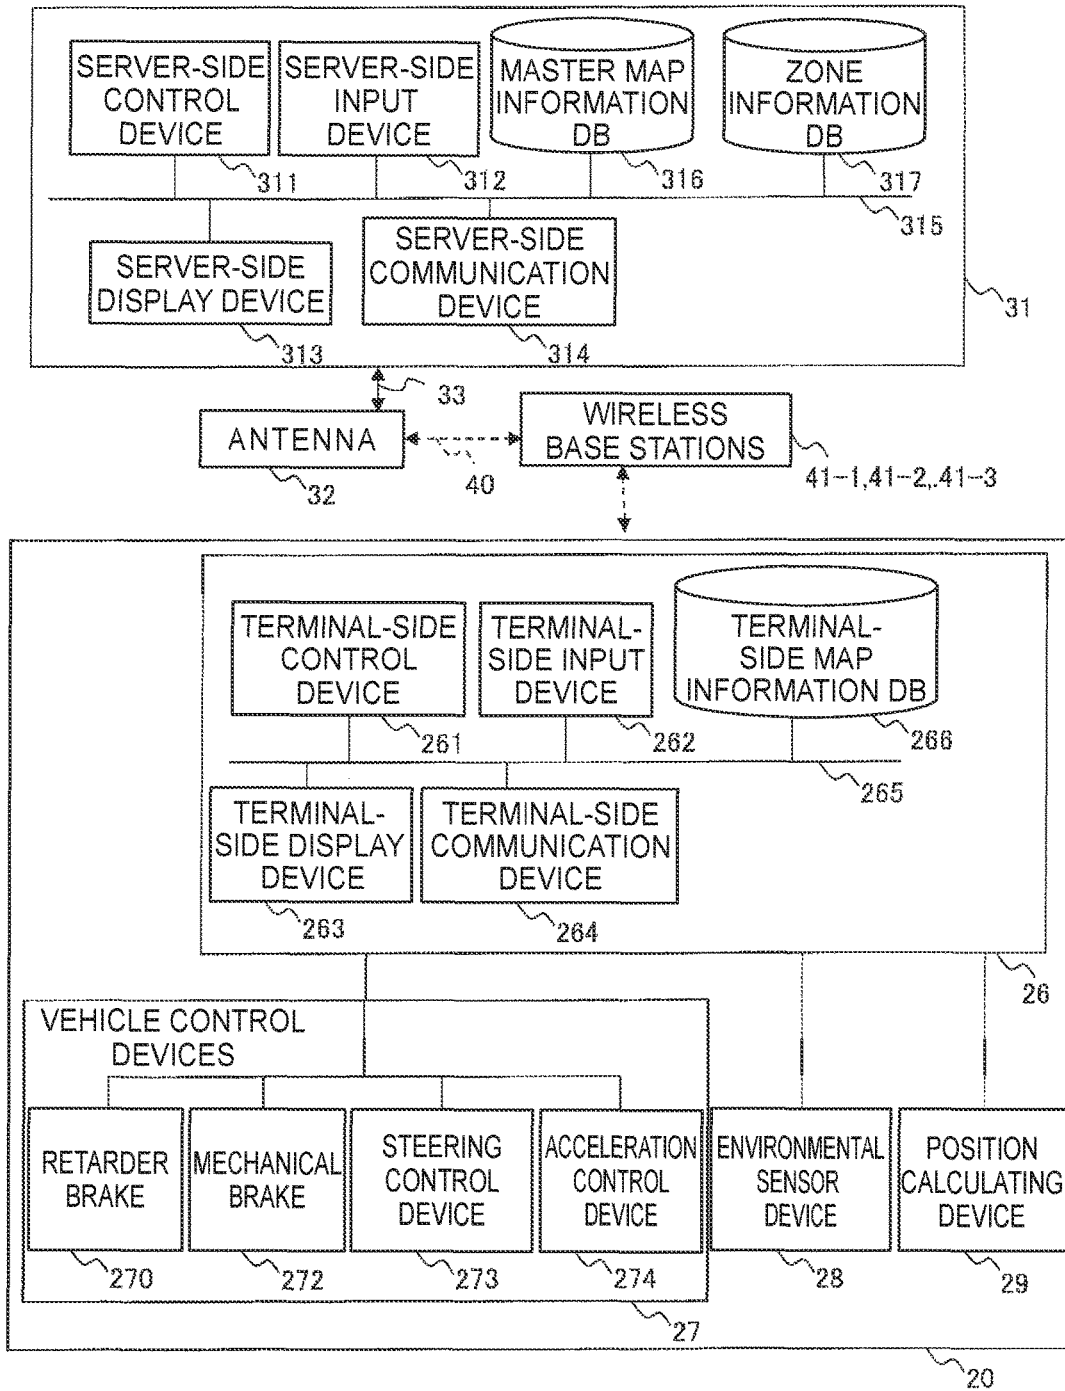 SERVER-SIDE
CONTROL
DEVICE
311
SERVER-SIDE
INPUT
DEVICE
312
MASTER MAP
INFORMATION
DB
316
ZONE
INFORMATION
DB
317
315
SERVER-SIDE
DISPLAY DEVICE
313
SERVER-SIDE
COMMUNICATION
DEVICE
314
31
33
ANTENNA
32
40
WIRELESS
BASE STATIONS
41-1,41-2,.41-3
TERMINAL-SIDE
CONTROL
DEVICE
261
TERMINAL-
SIDE INPUT
DEVICE
262
TERMINAL-
SIDE MAP
INFORMATION DB
266
265
TERMINAL-
SIDE DISPLAY
DEVICE
263
TERMINAL-SIDE
COMMUNICATION
DEVICE
264
26
VEHICLE CONTROL
DEVICES
RETARDER
BRAKE
270
MECHANICAL
BRAKE
272
STEERING
CONTROL
DEVICE
273
ACCELERATION
CONTROL
DEVICE
274
ENVIRONMENTAL
SENSOR
DEVICE
28
POSITION
CALCULATING
DEVICE
29
27
20